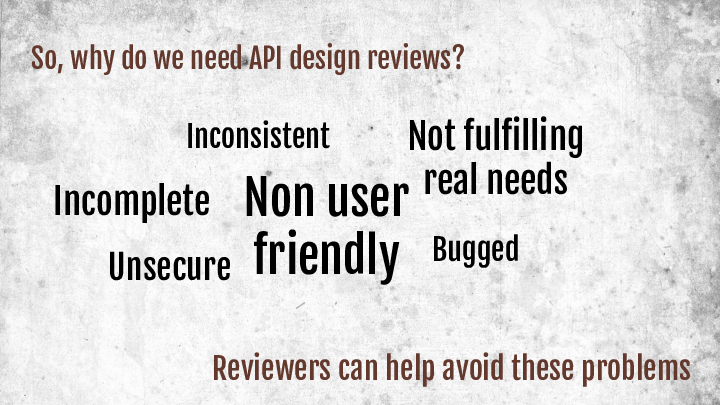 So, why do we need API design reviews?
Inconsistent
Not fulfilling
real needs
Incomplete
Non user
friendly
Unsecure
Bugged
Reviewers can help avoid these problems